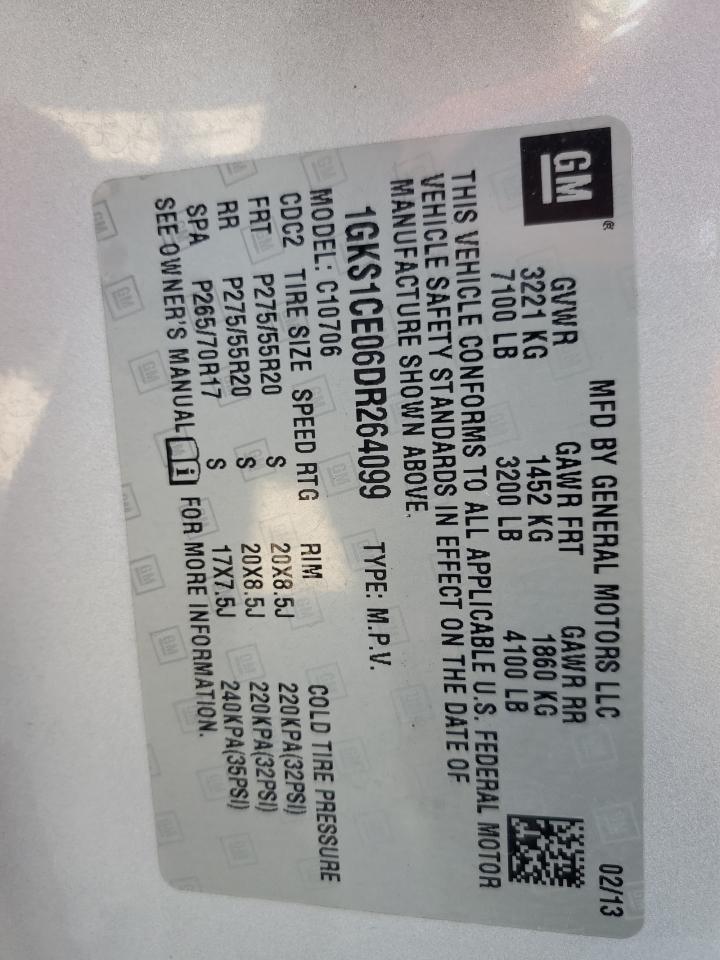 GM ®
MFD BY GENERAL MOTORS LLC 02/13
GVWR GAWR FRT GAWR RR
3221 KG 1452 KG 1860 KG
7100 LB 3200 LB 4100 LB
THIS VEHICLE CONFORMS TO ALL APPLICABLE U.S. FEDERAL MOTOR
VEHICLE SAFETY STANDARDS IN EFFECT ON THE DATE OF
MANUFACTURE SHOWN ABOVE.
1GKS1CE06DR264099 TYPE: M.P.V.
MODEL: C10706
CDC2 TIRE SIZE SPEED RTG RIM COLD TIRE PRESSURE
FRT P275/55R20 S 20X8.5J 220KPA(32PSI)
RR P275/55R20 S 20X8.5J 220KPA(32PSI)
SPA P265/70R17 S 17X7.5J 240KPA(35PSI)
SEE OWNER'S MANUAL i FOR MORE INFORMATION.